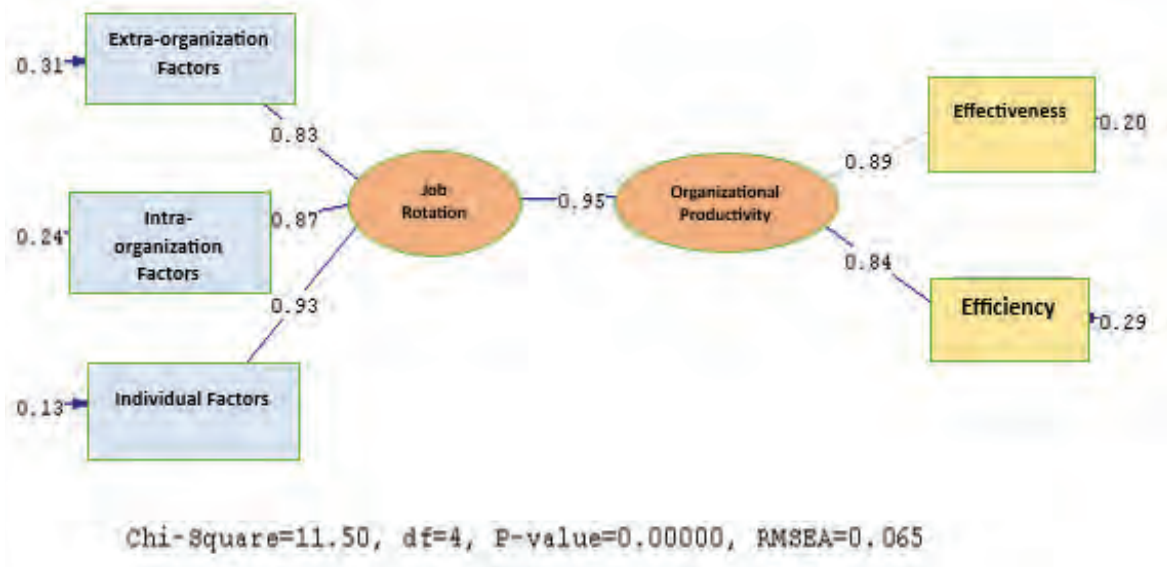 Extra-organization
Factors
0.31
0.83
Intra-
organization
Factors
0.24
0.87
Individual Factors
0.13
0.93
Job
Rotation
0.95
Organizational
Productivity
0.89
Effectiveness
0.20
0.84
Efficiency
0.29
Chi-Square=11.50, df=4, P-value=0.00000, RMSEA=0.065